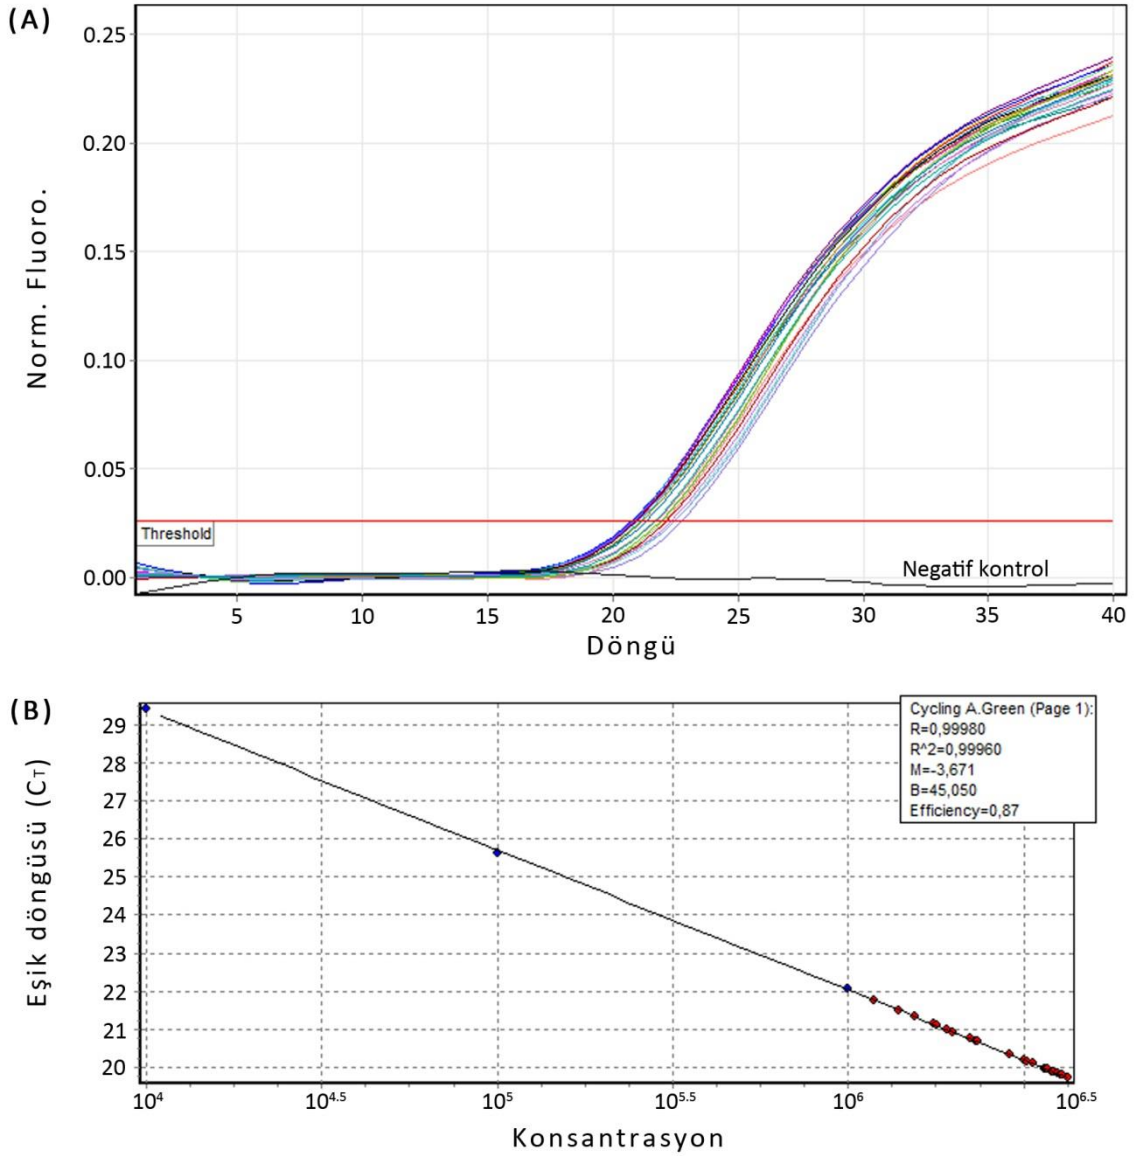 (A)
0.25
0.20
0.15
0.10
0.05
0.00
Norm. Fluoro.
Threshold
Negatif kontrol
5 10 15 20 25 30 35 40
Döngü
(B)
29
28
27
26
25
24
23
22
21
20
Eşik döngüsü (CT)
Cycling A.Green (Page 1):
R=0,99980
R^2=0,99960
M=-3,671
B=45,050
Efficiency=0,87
10⁴ 10⁴·⁵ 10⁵ 10⁵·⁵ 10⁶ 10⁶·⁵
Konsantrasyon